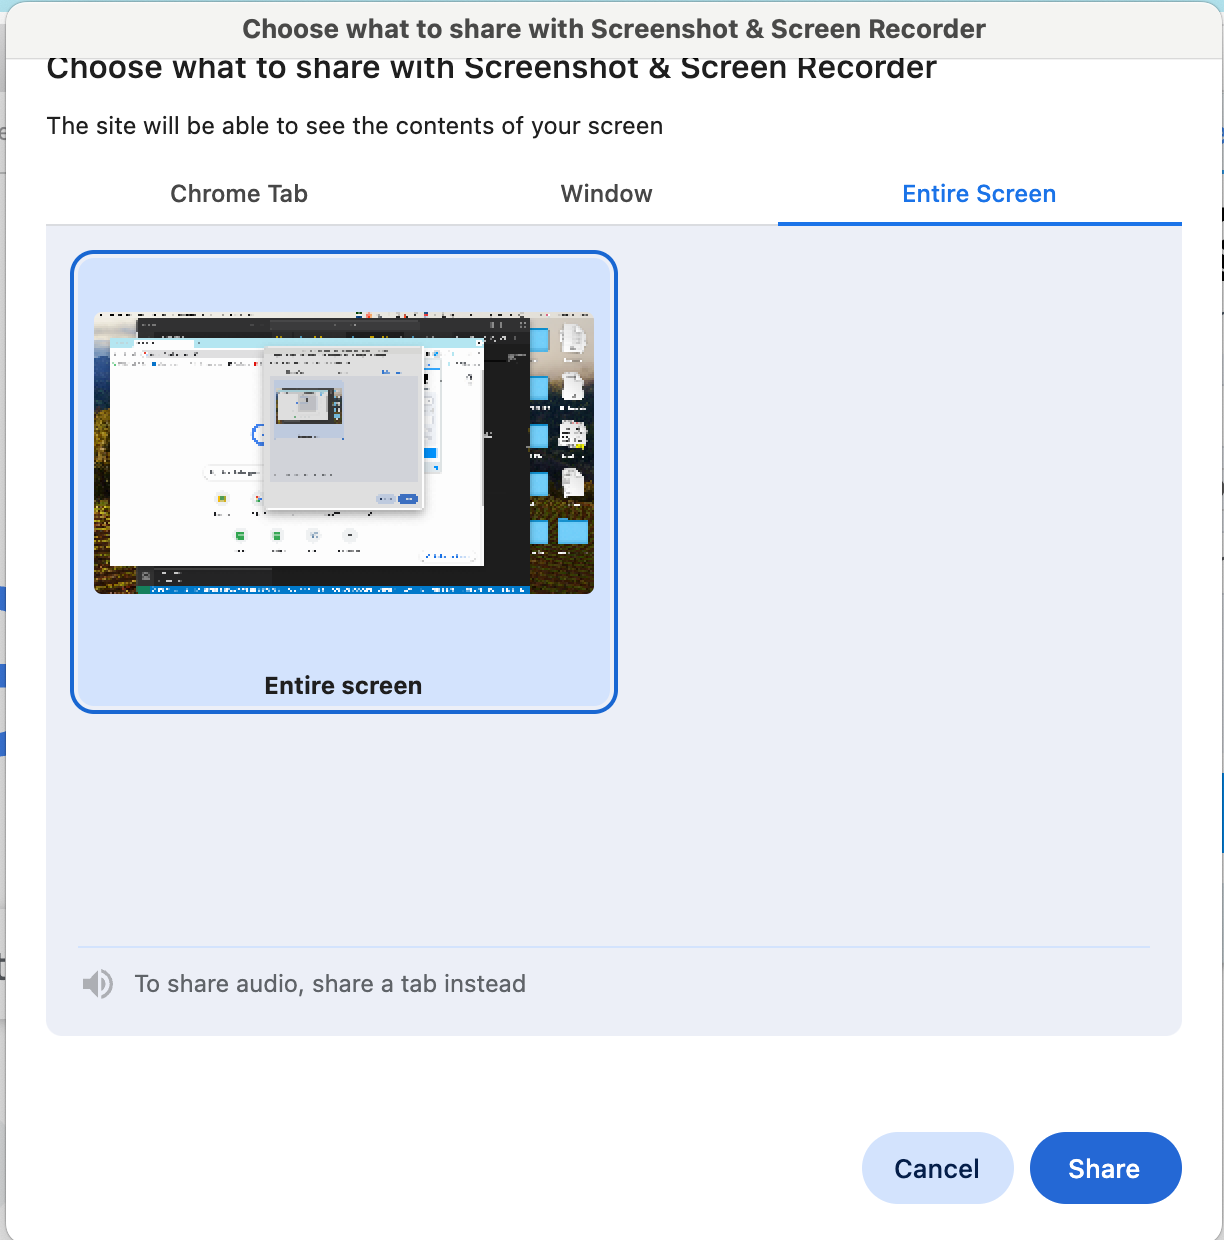 Choose what to share with Screenshot & Screen Recorder
Choose what to share with Screenshot & Screen Recorder
The site will be able to see the contents of your screen
Chrome Tab
Window
Entire Screen
Entire screen
To share audio, share a tab instead
Cancel
Share